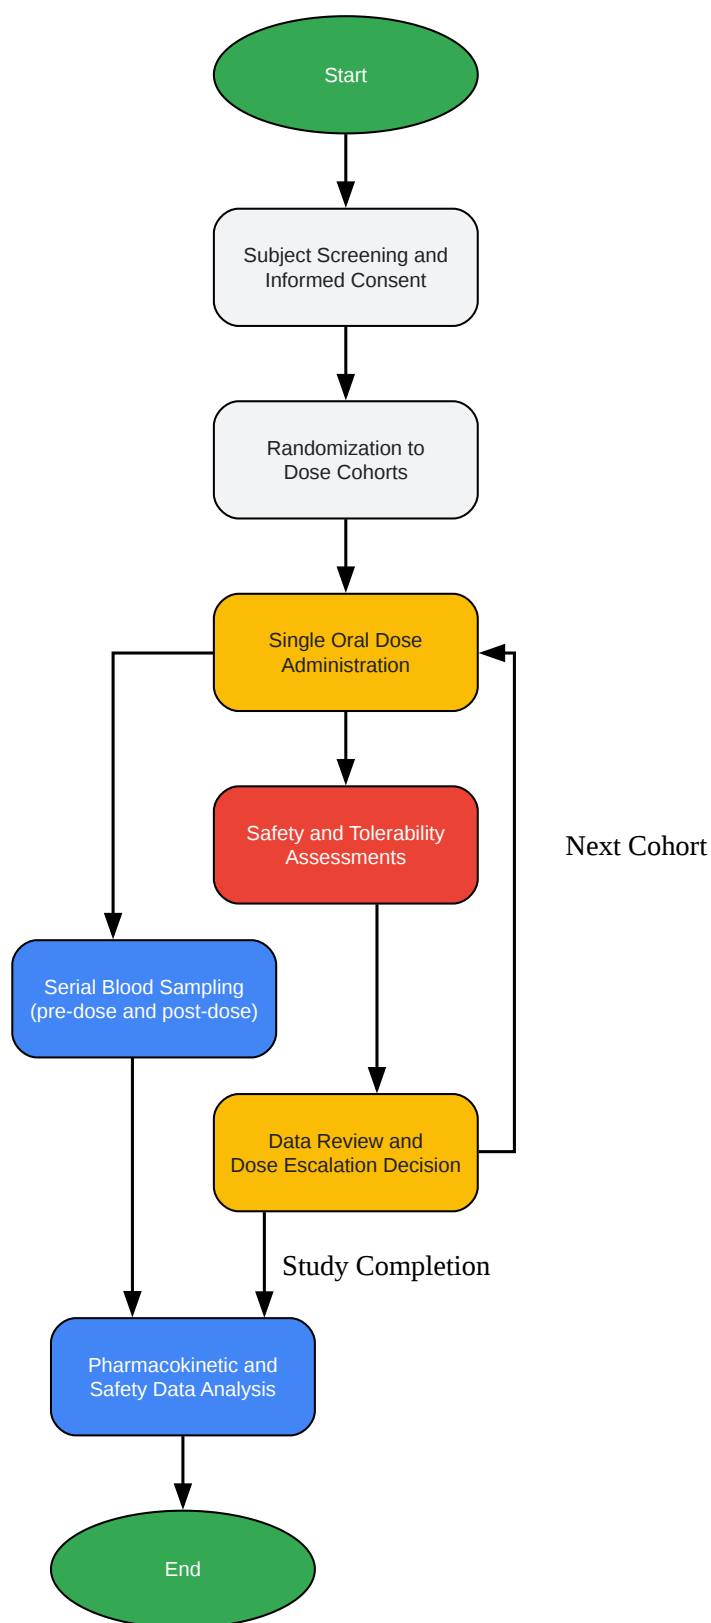 Start
Subject Screening and
Informed Consent
Randomization to
Dose Cohorts
Single Oral Dose
Administration
Safety and Tolerability
Assessments
Next Cohort
Serial Blood Sampling
(pre-dose and post-dose)
Data Review and
Dose Escalation Decision
Study Completion
Pharmacokinetic and
Safety Data Analysis
End